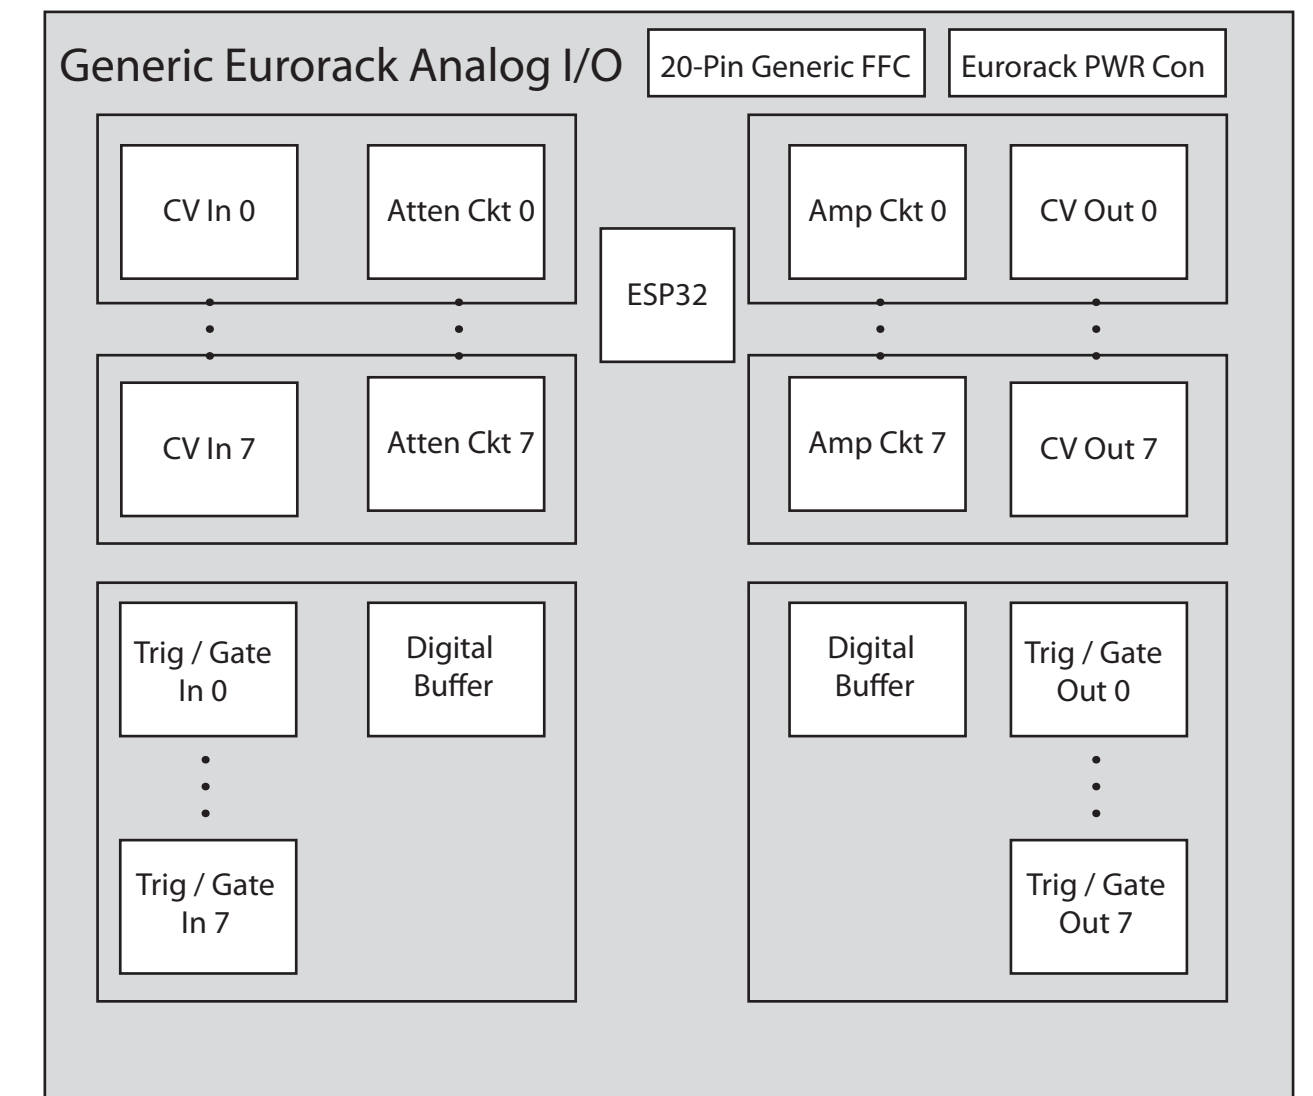 Generic Eurorack Analog I/O
20-Pin Generic FFC
Eurorack PWR Con
CV In 0
Atten Ckt 0
ESP32
Amp Ckt 0
CV Out 0
CV In 7
Atten Ckt 7
Amp Ckt 7
CV Out 7
Trig / Gate
In 0
Digital
Buffer
Digital
Buffer
Trig / Gate
Out 0
Trig / Gate
In 7
Trig / Gate
Out 7